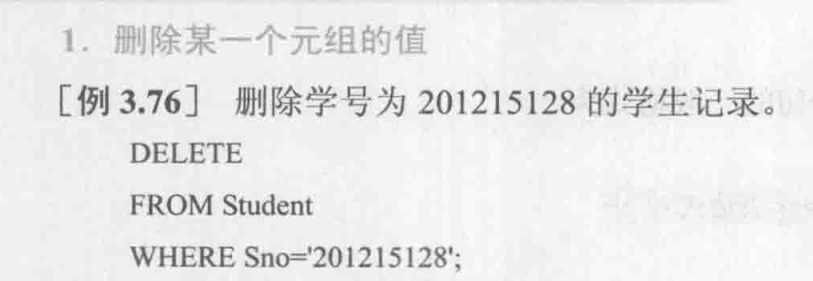 1. 删除某一个元组的值
[例 3.76] 删除学号为 201215128 的学生记录。
DELETE
FROM Student
WHERE Sno='201215128';